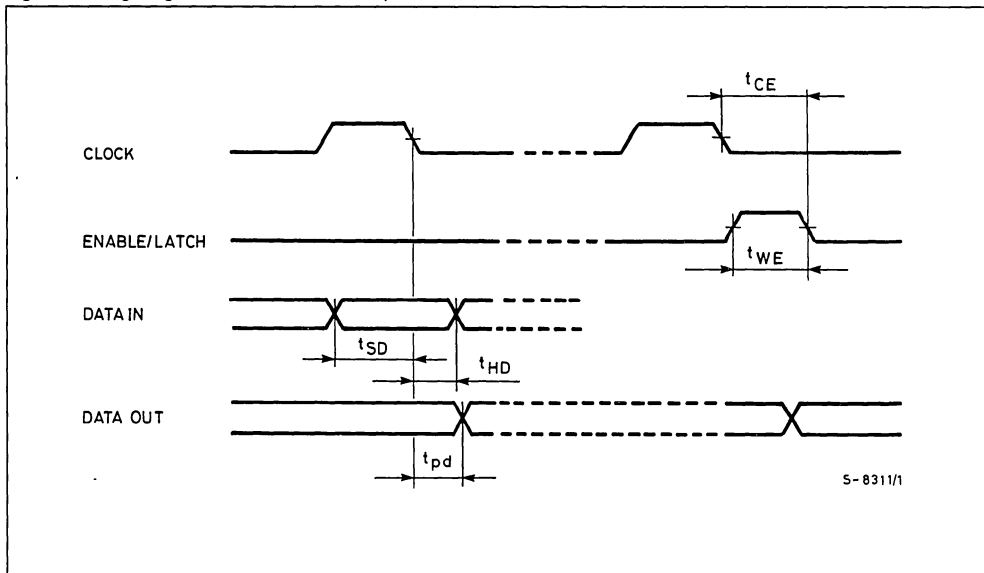 tCE
CLOCK
ENABLE/LATCH
tWE
DATA IN
tSD
tHD
DATA OUT
tpd
S-8311/1